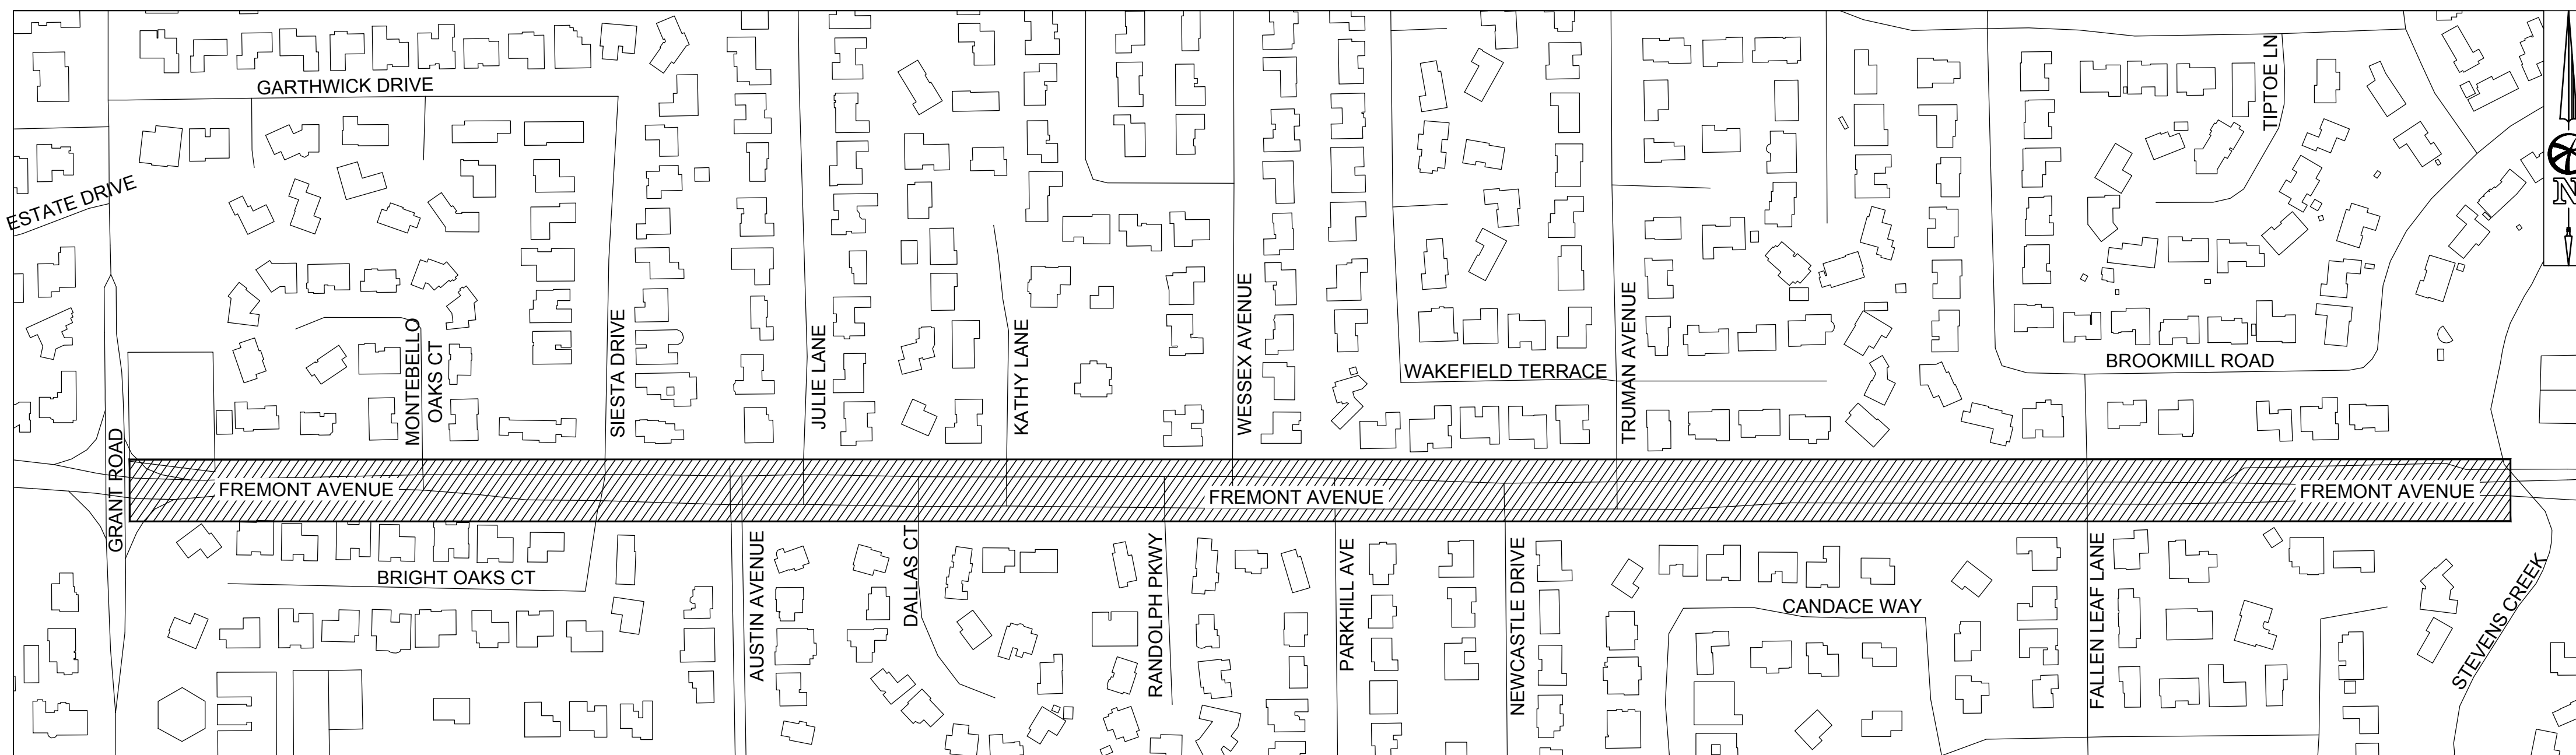 GARTHWICK DRIVE
TIPTOE LN
ESTATE DRIVE
N
MONTEBELLO
OAKS CT
SIESTA DRIVE
JULIE LANE
KATHY LANE
WESSEX AVENUE
WAKEFIELD TERRACE
TRUMAN AVENUE
BROOKMILL ROAD
GRANT ROAD
FREMONT AVENUE
FREMONT AVENUE
FREMONT AVENUE
BRIGHT OAKS CT
AUSTIN AVENUE
DALLAS CT
RANDOLPH PKWY
PARKHILL AVE
NEWCASTLE DRIVE
CANDACE WAY
FALLEN LEAF LANE
STEVENS CREEK